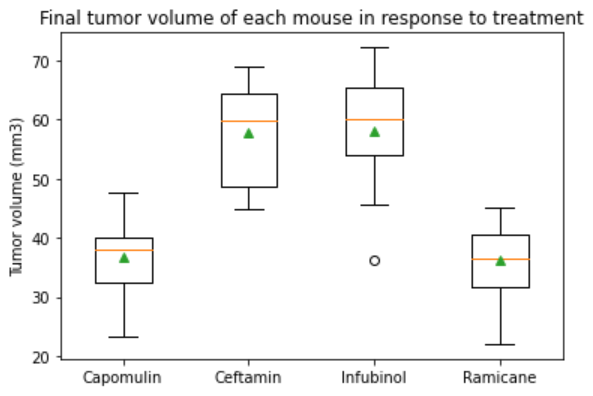 Final tumor volume of each mouse in response to treatment
70
60
50
40
30
20
Tumor volume (mm3)
Capomulin Ceftamin Infubinol Ramicane